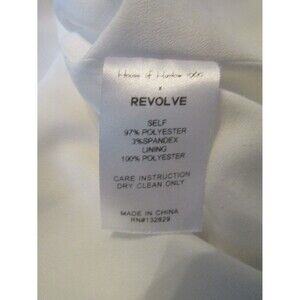 House of Harlow 1960
x
REVOLVE
SELF
97% POLYESTER
3%SPANDEX
LINING
100% POLYESTER
CARE INSTRUCTION
DRY CLEAN ONLY
MADE IN CHINA
RN#132829